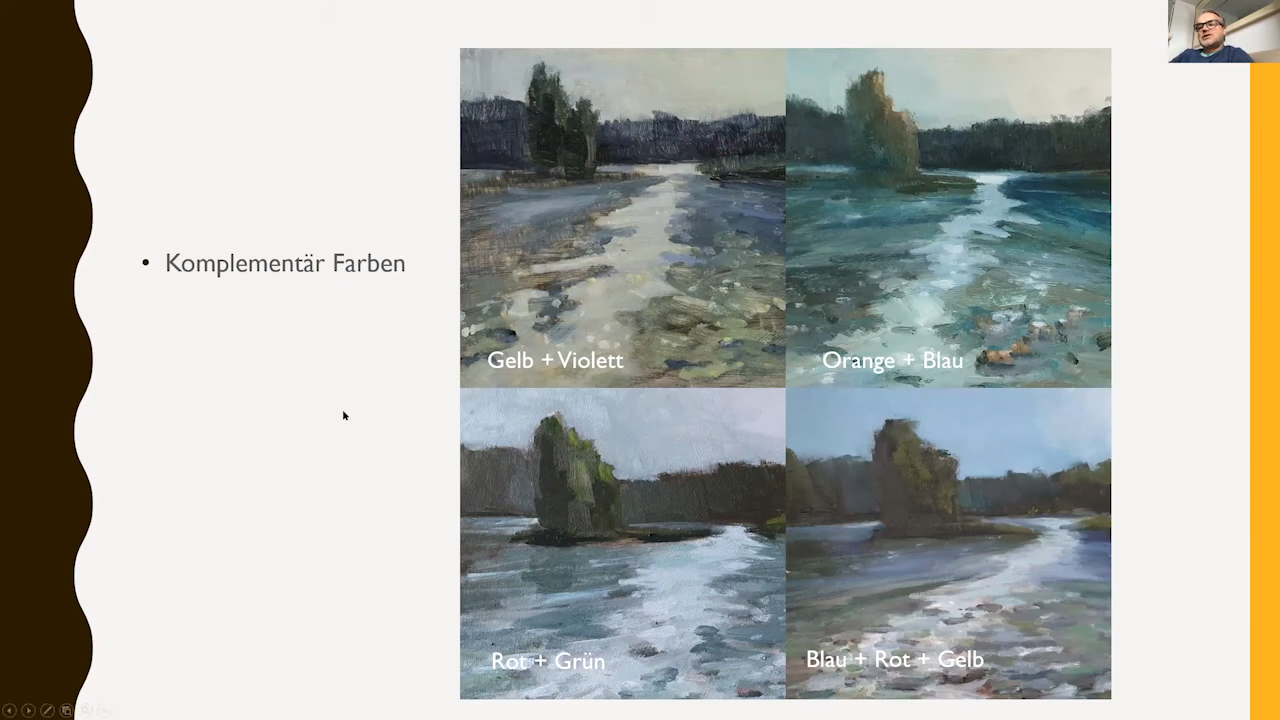 • Komplementär Farben
Gelb + Violett
Orange + Blau
Rot + Grün
Blau + Rot + Gelb